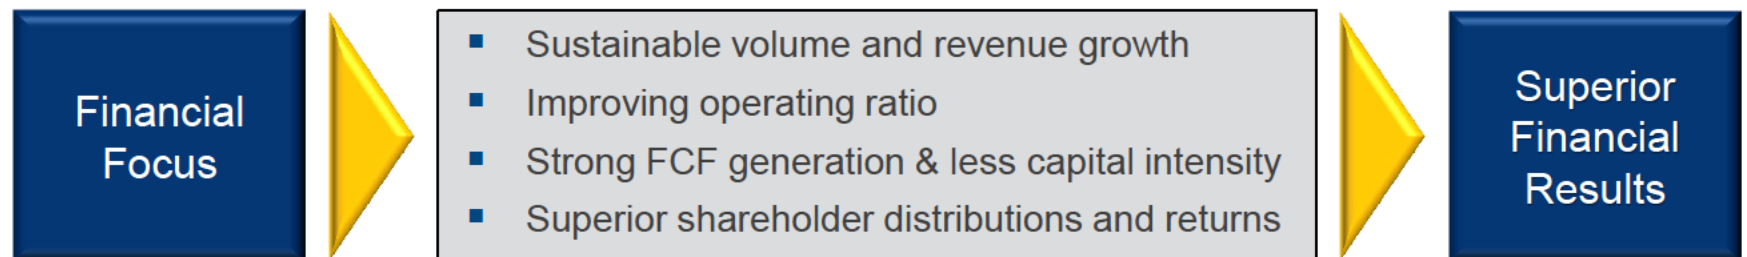 Financial
Focus
▪ Sustainable volume and revenue growth
▪ Improving operating ratio
▪ Strong FCF generation & less capital intensity
▪ Superior shareholder distributions and returns
Superior
Financial
Results